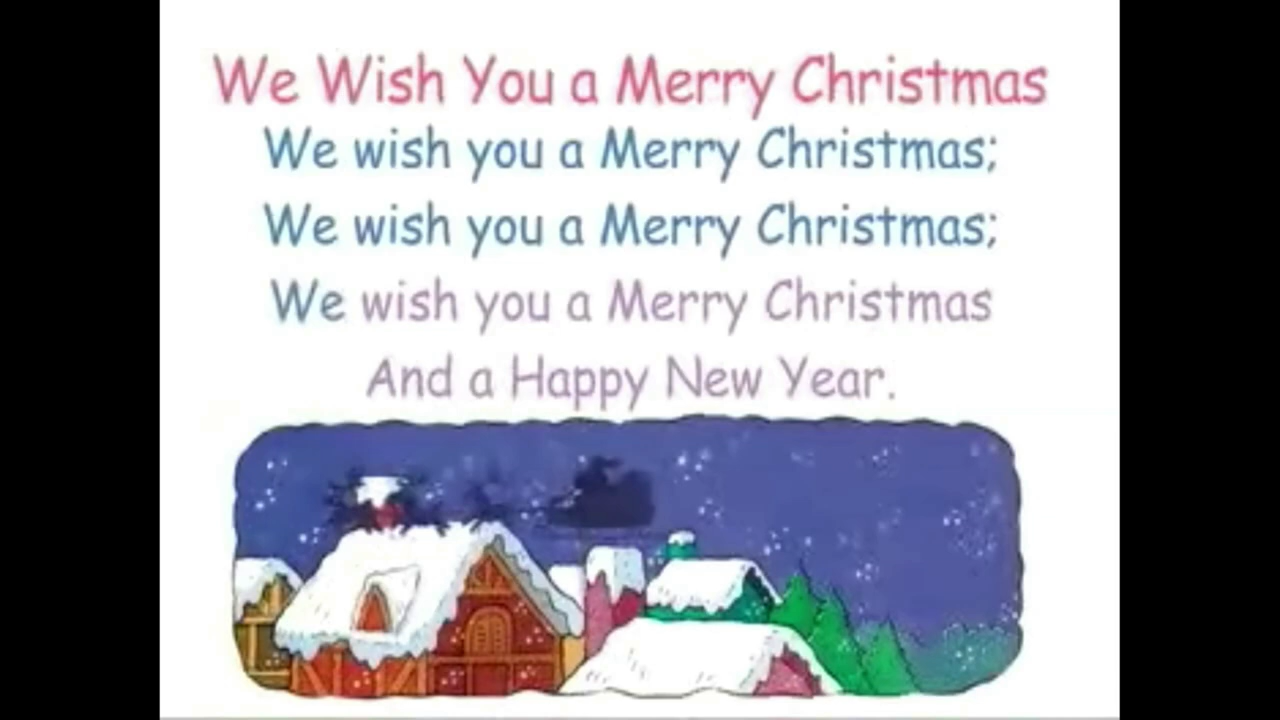 We Wish You a Merry Christmas
We wish you a Merry Christmas;
We wish you a Merry Christmas;
We wish you a Merry Christmas
And a Happy New Year.